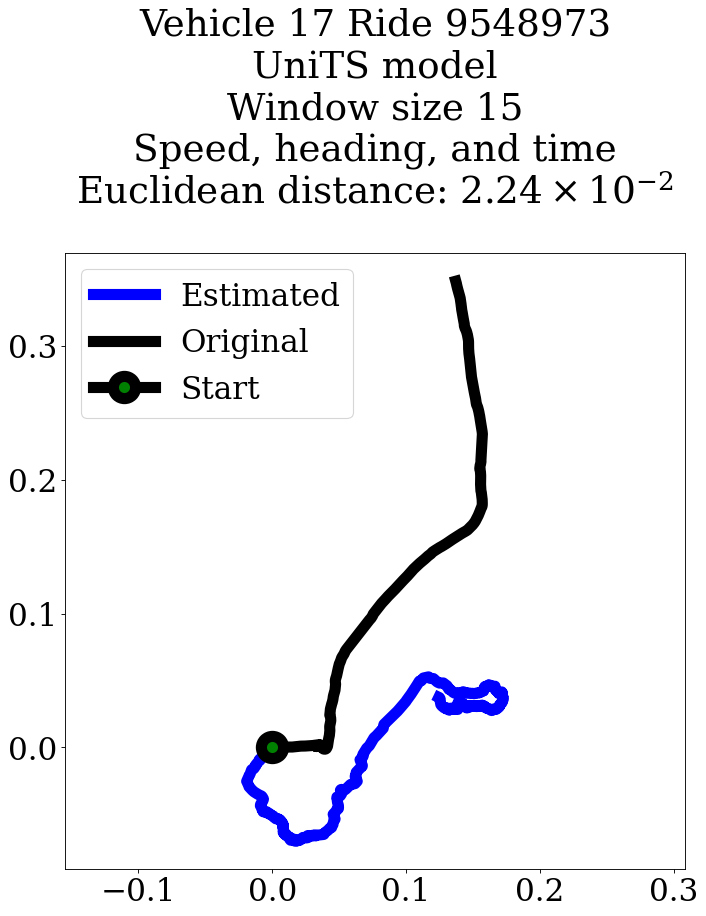 Vehicle 17 Ride 9548973
UniTS model
Window size 15
Speed, heading, and time
Euclidean distance: 2.24 × 10⁻²
Estimated
Original
Start
0.3
0.2
0.1
0.0
−0.1 0.0 0.1 0.2 0.3